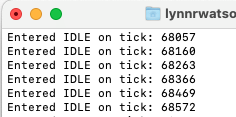 lynnrwatso
Entered IDLE on tick: 68057
Entered IDLE on tick: 68160
Entered IDLE on tick: 68263
Entered IDLE on tick: 68366
Entered IDLE on tick: 68469
Entered IDLE on tick: 68572